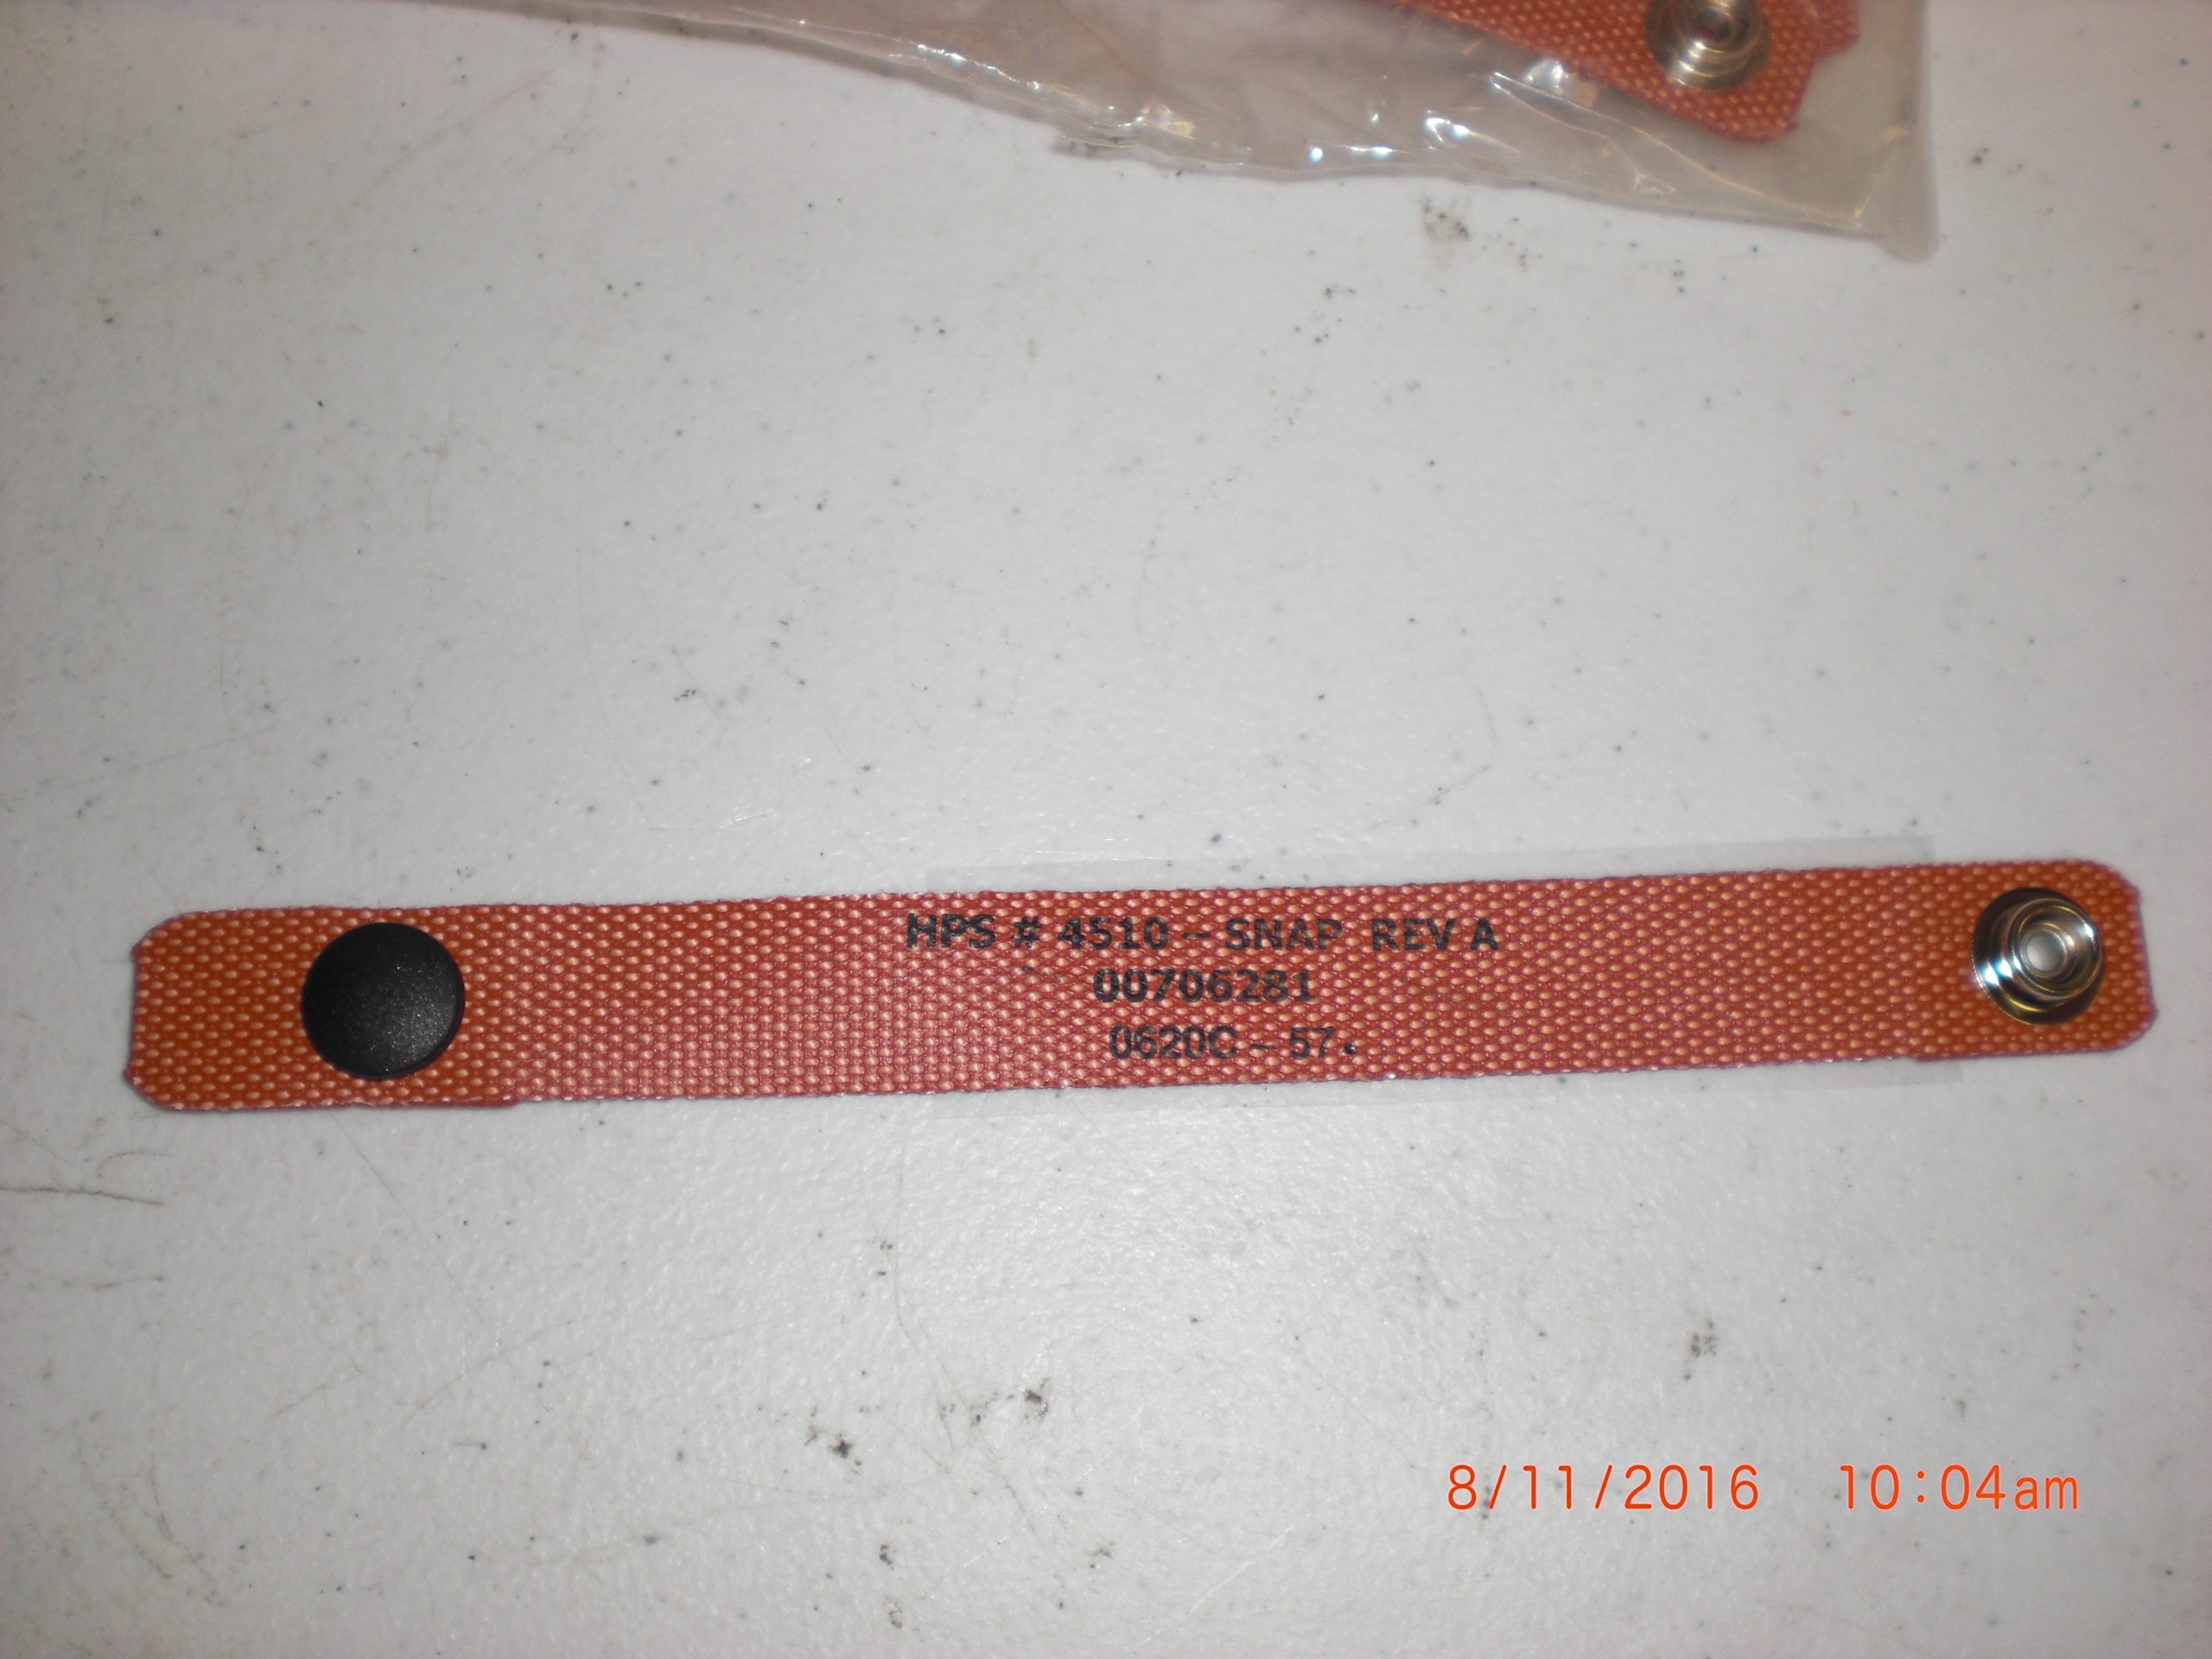 HPS # 4510 – SNAP REV A
00706281
0620C – 57.
8/11/2016 10:04am